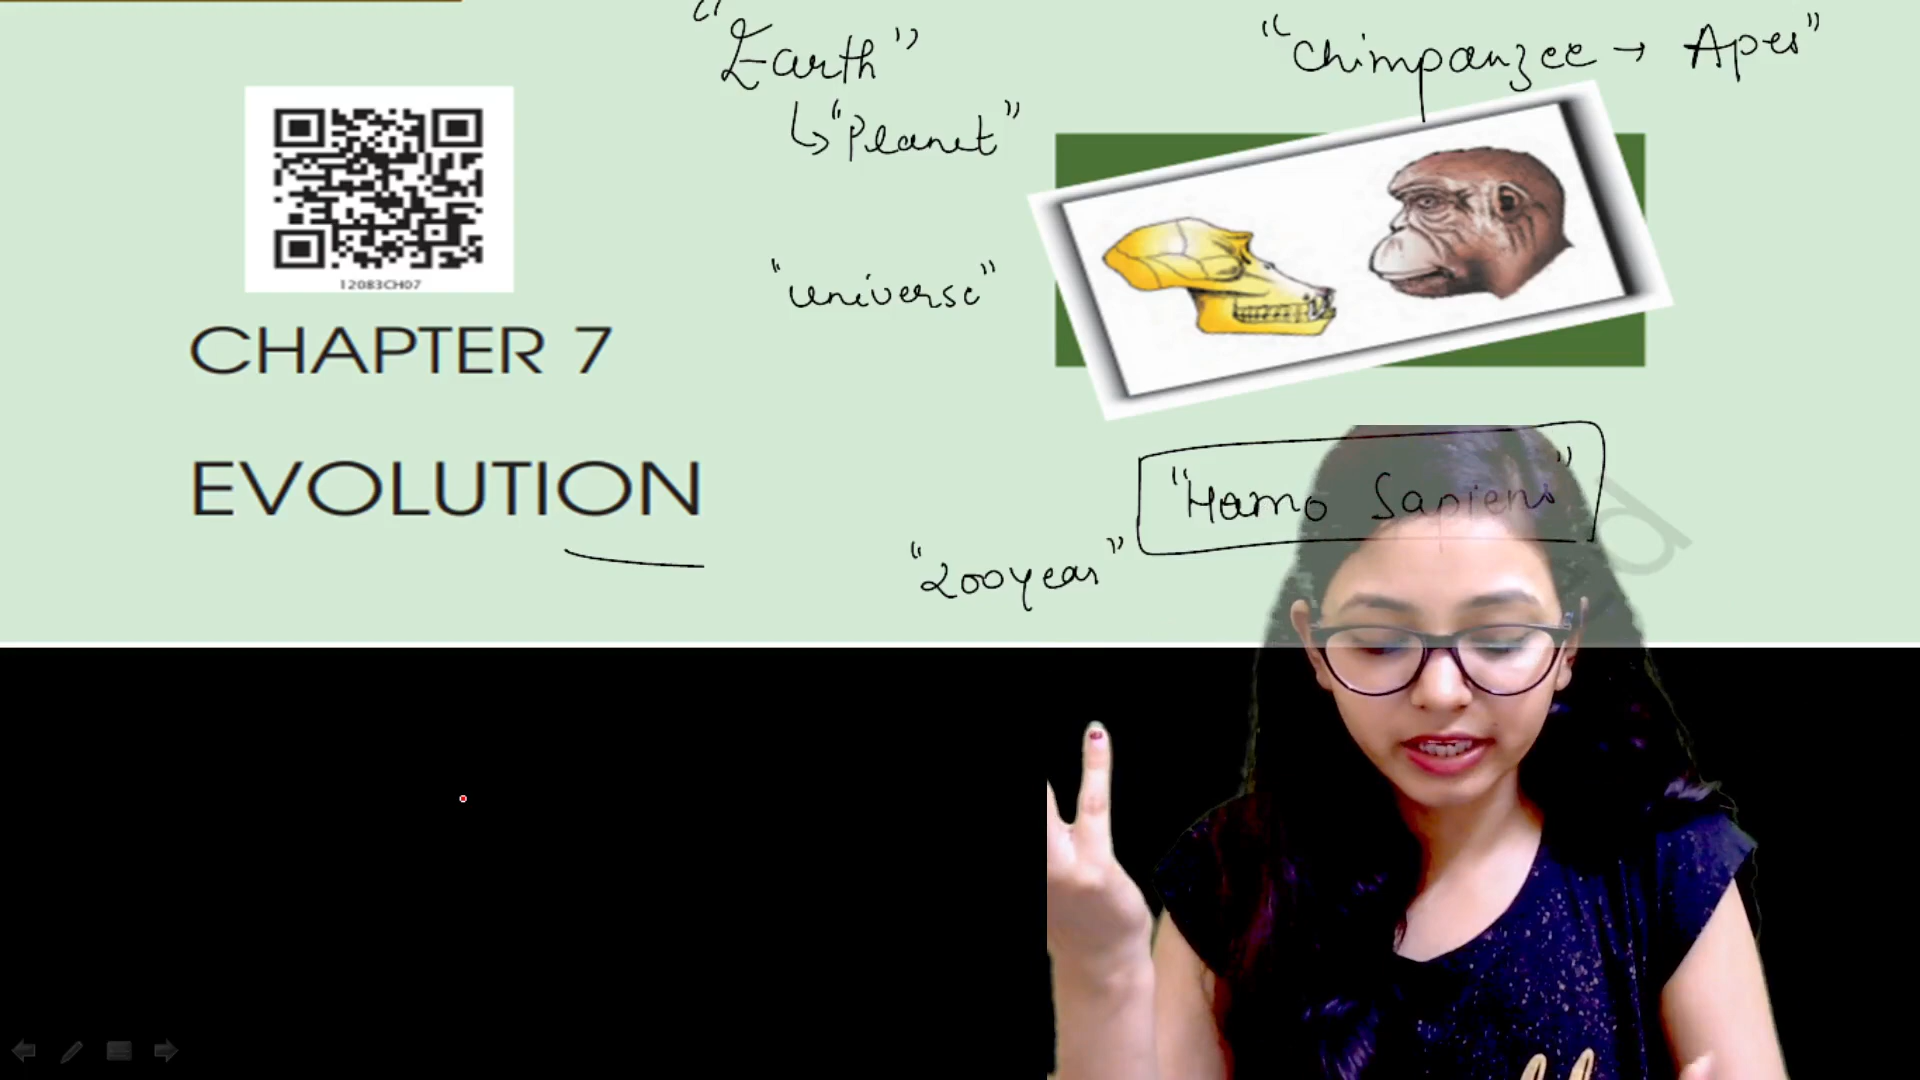 "Earth"
"Chimpanzee → Apes"
↳ "Planet"
12083CH07
"universe"
CHAPTER 7
EVOLUTION
"Homo Sapiens"
"200year"
d